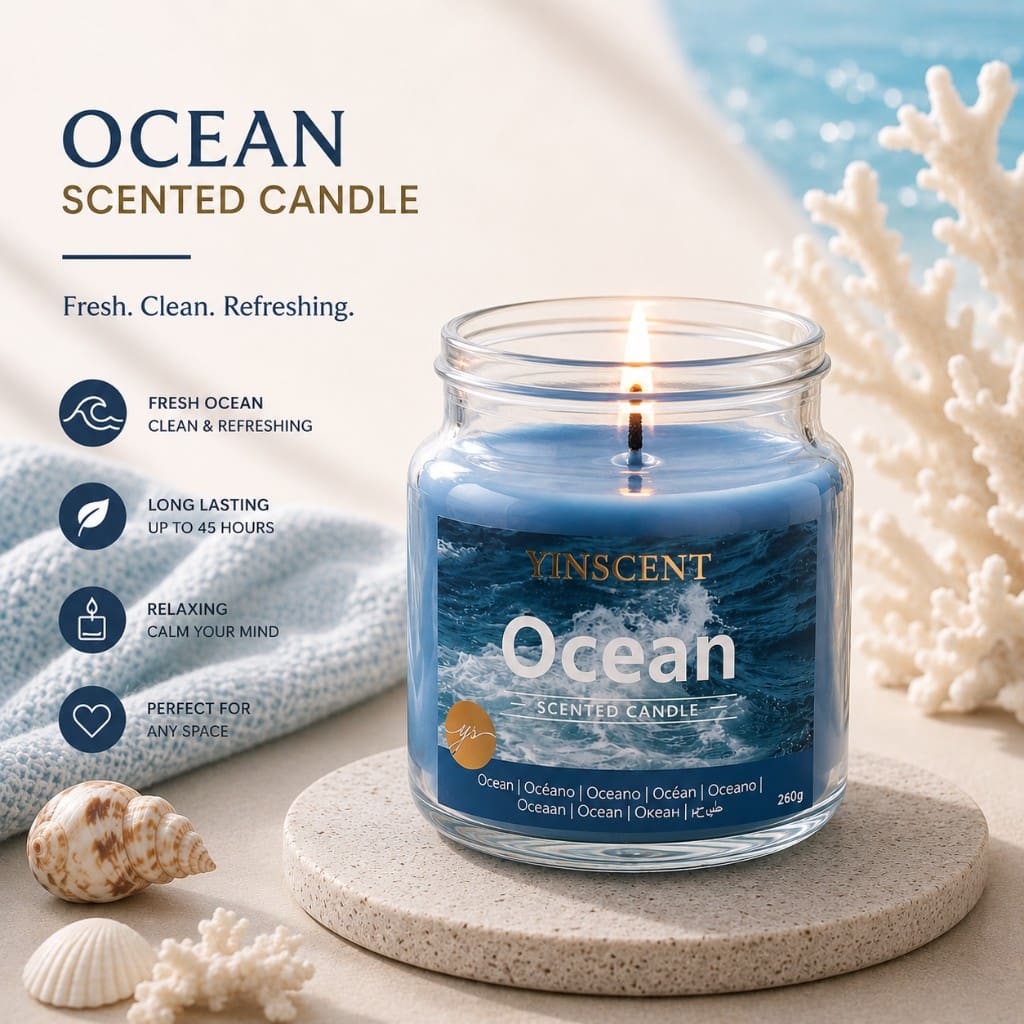 OCEAN
SCENTED CANDLE
Fresh. Clean. Refreshing.
FRESH OCEAN
CLEAN & REFRESHING
LONG LASTING
UP TO 45 HOURS
RELAXING
CALM YOUR MIND
PERFECT FOR
ANY SPACE
YINSCENT
Ocean
SCENTED CANDLE
ys
Ocean | Océano | Oceano | Océan | Oceano |
Oceaan | Ocean | Океан |
260g